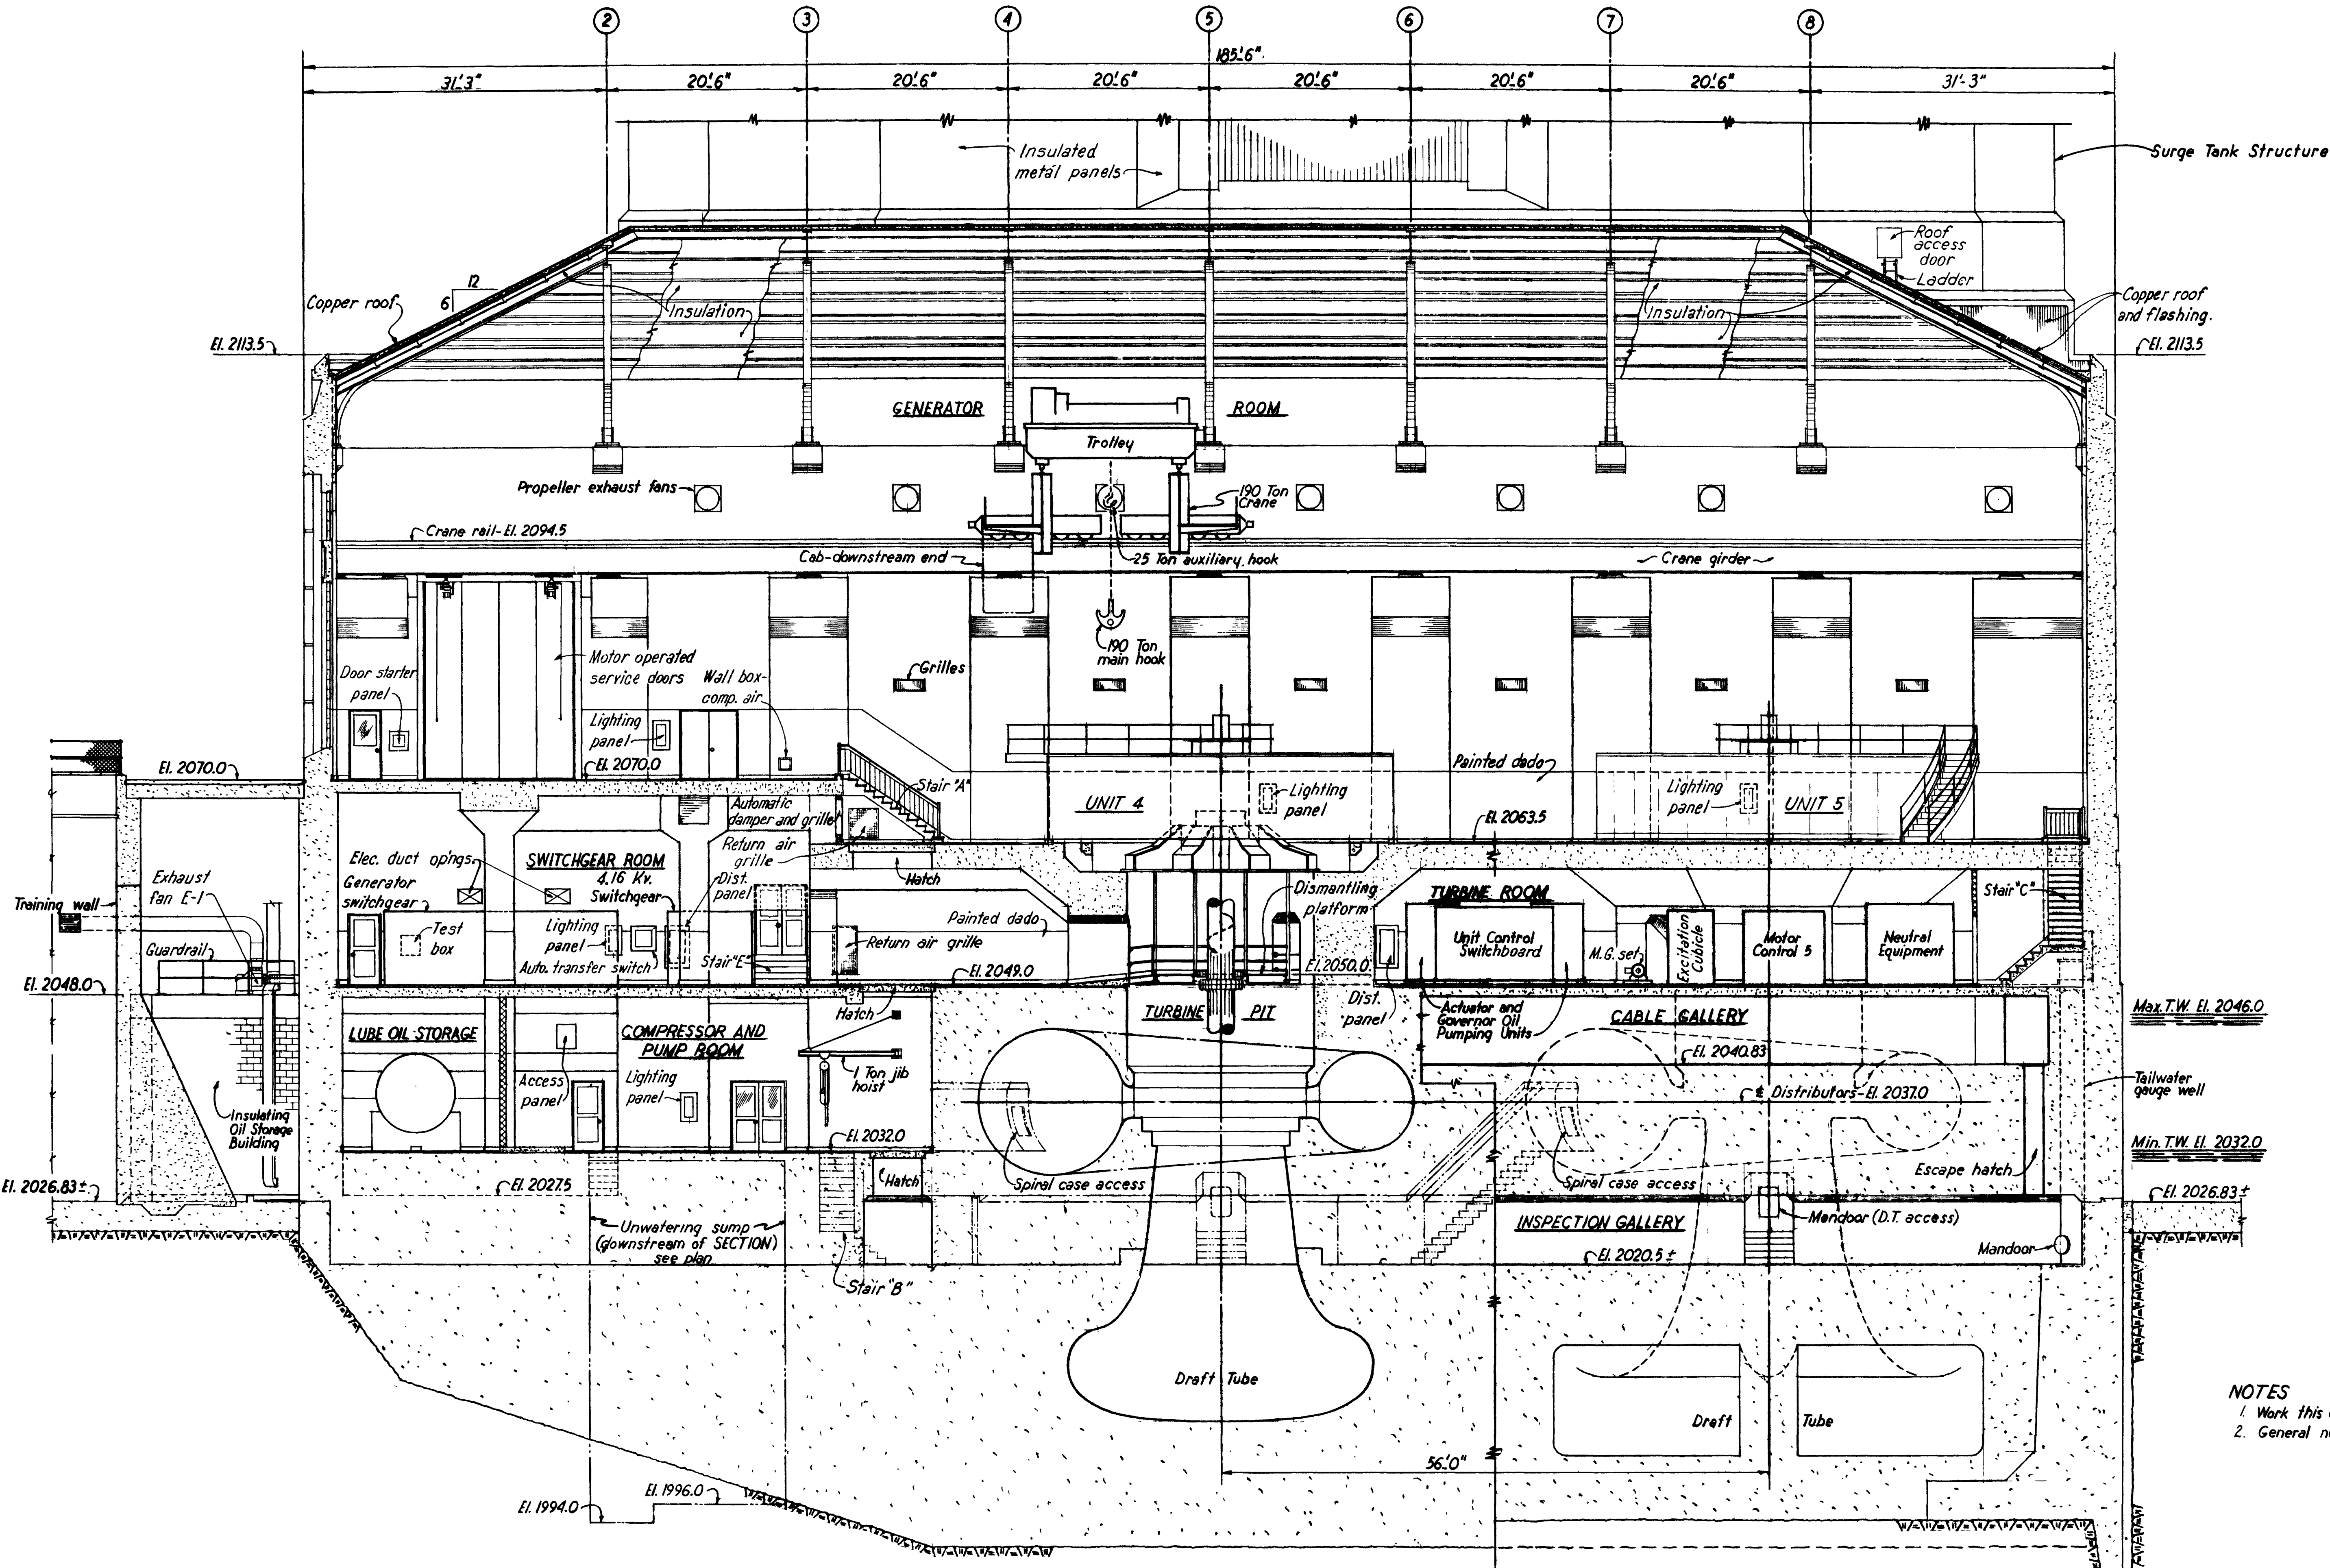 2 3 4 5 6 7 8
185'-6"
31'-3" 20'-6" 20'-6" 20'-6" 20'-6" 20'-6" 20'-6" 31'-3"
Insulated
metal panels
Surge Tank Structure
Roof
access
door
Ladder
12
6
Copper roof
Insulation
Insulation
Copper roof
and flashing.
El. 2113.5
El. 2113.5
GENERATOR ROOM
Trolley
Propeller exhaust fans
190 Ton
Crane
Crane rail-El. 2094.5
Cab-downstream end
25 Ton auxiliary hook
Crane girder
190 Ton
main hook
Motor operated
service doors
Door starter
panel
Wall box-
comp. air
Grilles
Lighting
panel
El. 2070.0
El. 2070.0
Painted dado
Stair "A"
UNIT 4
Lighting
panel
Lighting
panel
UNIT 5
Automatic
damper and grille
El. 2063.5
Return air
grille
Elec. duct op'ngs.
SWITCHGEAR ROOM
4.16 Kv.
Switchgear
Dist.
panel
Hatch
Exhaust
fan E-1
Generator
switchgear
Training wall
Dismantling
platform
TURBINE ROOM
Stair "C"
Test
box
Lighting
panel
Painted dado
Return air grille
Auto. transfer switch
Stair "E"
Guardrail
Unit Control
Switchboard
M.G. set
Excitation
Cubicle
Motor
Control 5
Neutral
Equipment
El. 2048.0
El. 2049.0
El. 2050.0
Hatch
Dist.
panel
Actuator and
Governor Oil
Pumping Units
Max. T.W. El. 2046.0
LUBE OIL STORAGE
COMPRESSOR AND
PUMP ROOM
TURBINE PIT
CABLE GALLERY
El. 2040.83
1 Ton jib
hoist
Access
panel
Lighting
panel
Insulating
Oil Storage
Building
℄ Distributors-El. 2037.0
Tailwater
gauge well
El. 2032.0
Min. T.W. El. 2032.0
El. 2026.83±
El. 2027.5
Hatch
Spiral case access
Spiral case access
Escape hatch
El. 2026.83±
Unwatering sump
(downstream of SECTION)
see plan
INSPECTION GALLERY
Mandoor (D.T. access)
Mandoor
El. 2020.5 ±
Stair "B"
Draft Tube
Draft Tube
56'-0"
El. 1996.0
El. 1994.0
NOTES
1. Work this
2. General